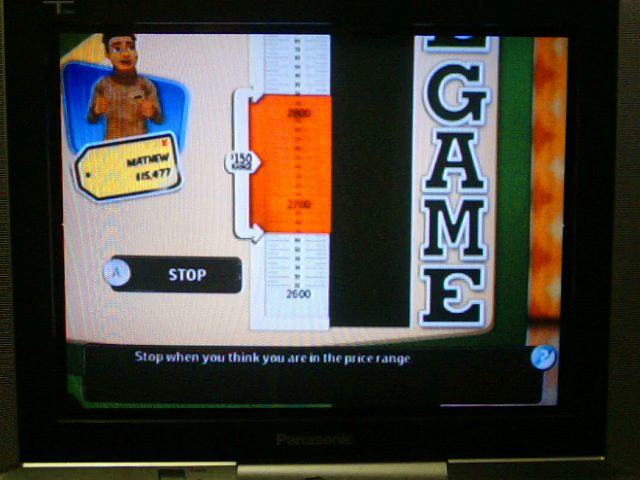 GAME
2800
$150
RANGE
MATHEW
$15,477
2700
A
STOP
2600
Stop when you think you are in the price range.
Panasonic